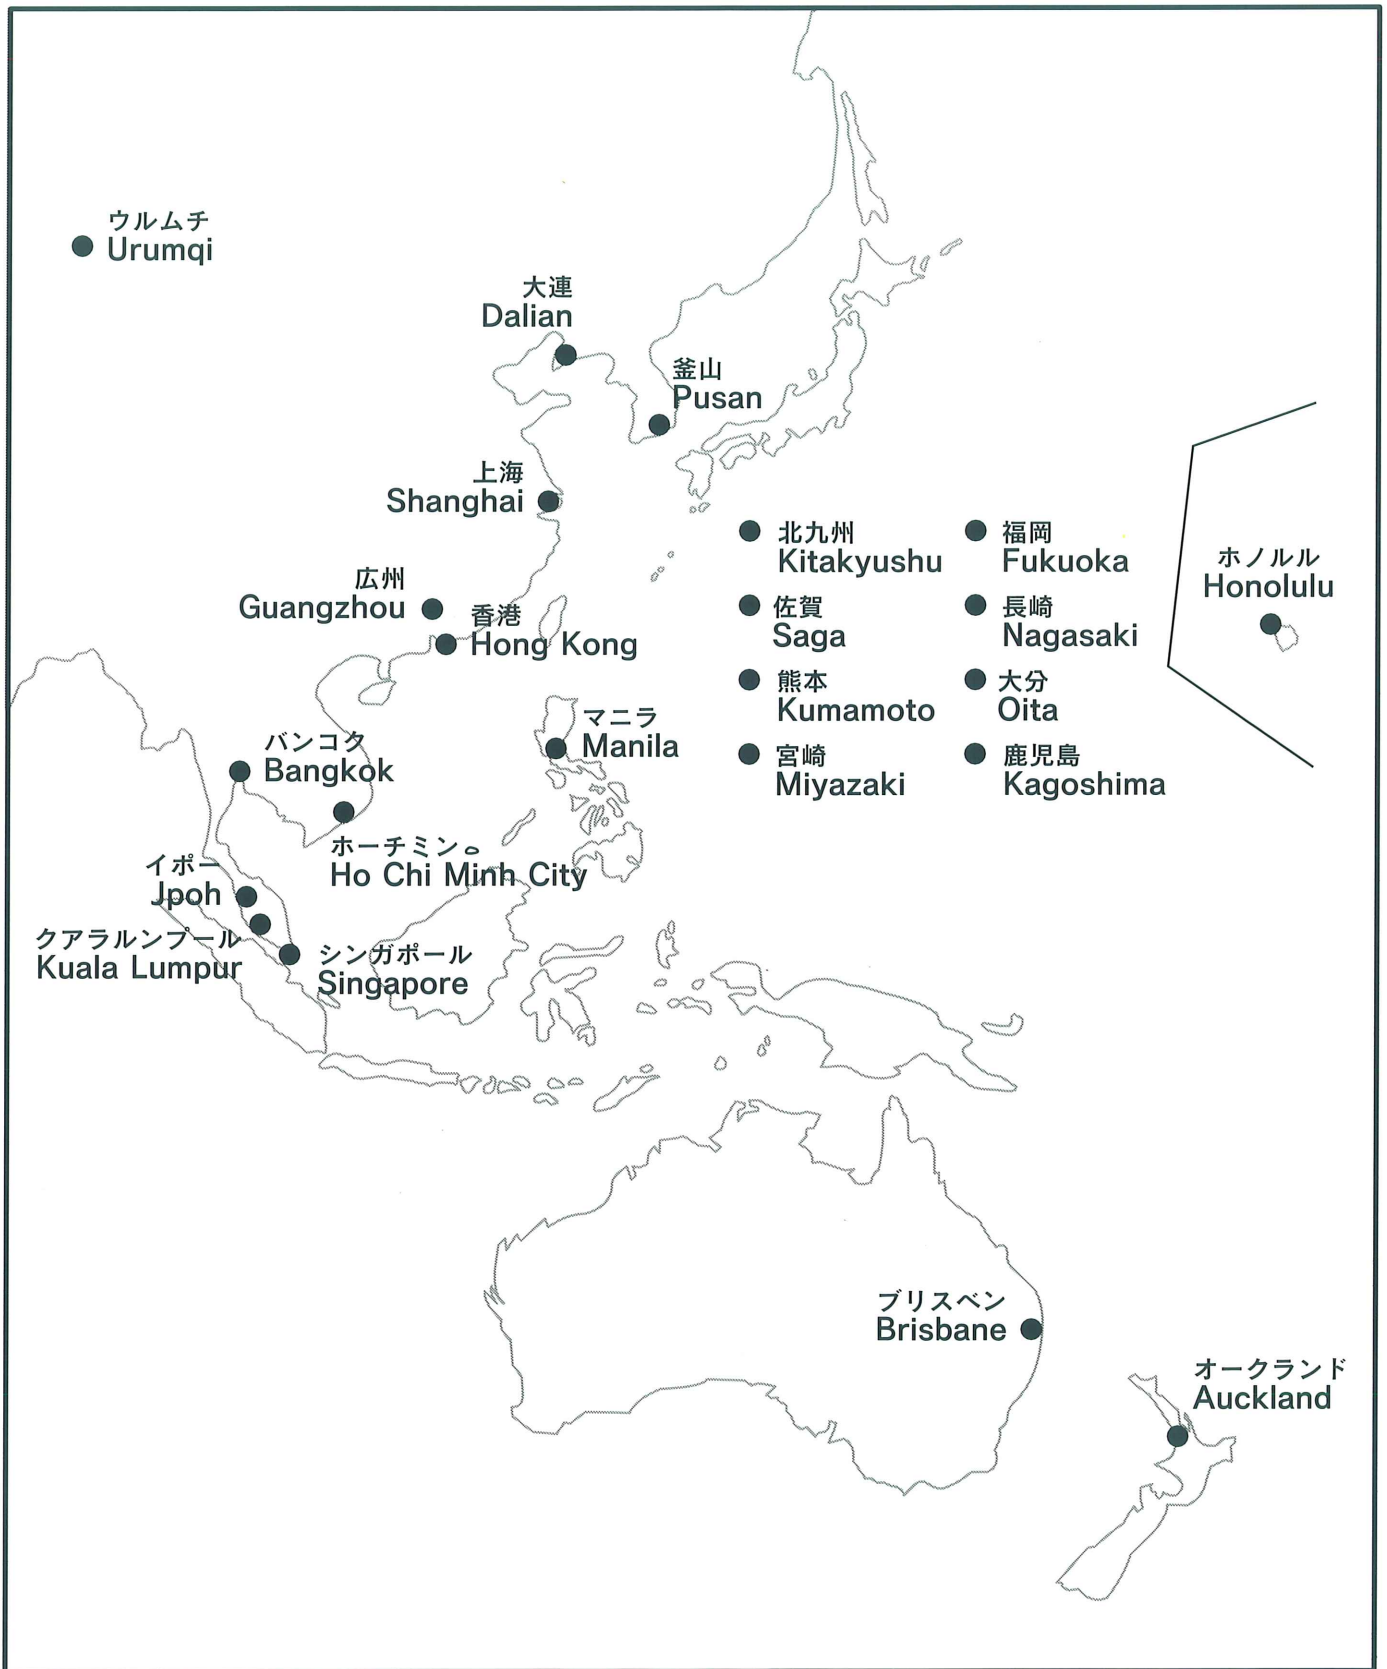 ウルムチ
Urumqi
大連
Dalian
釜山
Pusan
上海
Shanghai
北九州
Kitakyushu
福岡
Fukuoka
ホノルル
Honolulu
広州
Guangzhou
香港
Hong Kong
佐賀
Saga
長崎
Nagasaki
熊本
Kumamoto
大分
Oita
マニラ
Manila
バンコク
Bangkok
宮崎
Miyazaki
鹿児島
Kagoshima
ホーチミン
Ho Chi Minh City
イポー
Jpoh
クアラルンプール
Kuala Lumpur
シンガポール
Singapore
ブリスベン
Brisbane
オークランド
Auckland